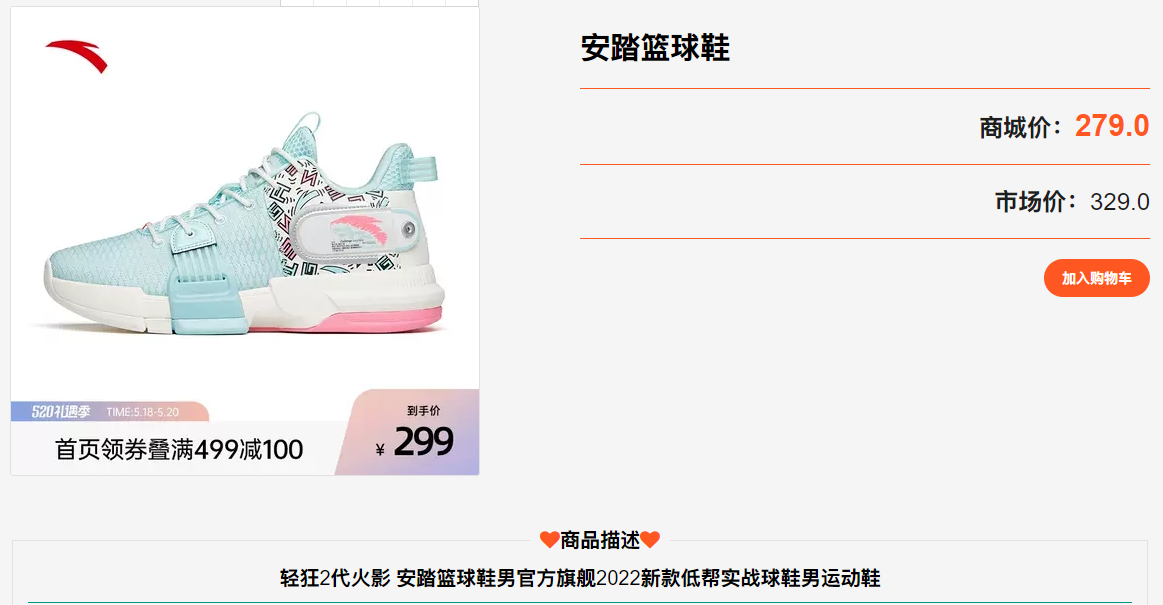 安踏篮球鞋
商城价：279.0
市场价：329.0
加入购物车
520礼遇季 TIME:5.18-5.20
到手价
首页领券叠满499减100
¥ 299
商品描述
轻狂2代火影 安踏篮球鞋男官方旗舰2022新款低帮实战球鞋男运动鞋